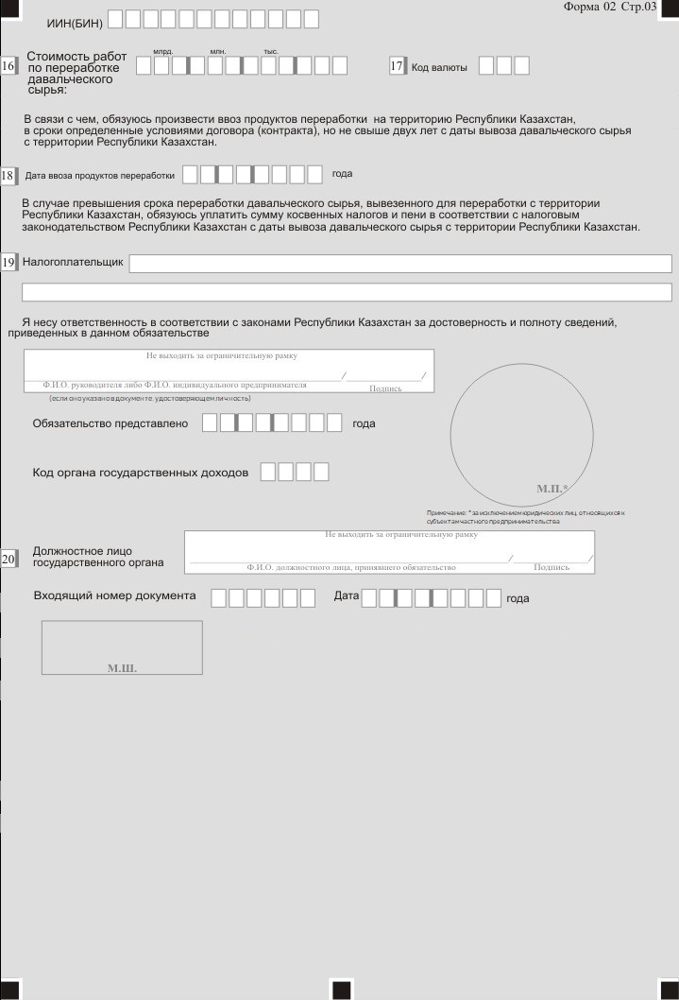 Форма 02 Стр.03
ИИН(БИН)
млрд. млн. тыс.
16 Стоимость работ 17 Код валюты
по переработке
давальческого
сырья:
В связи с чем, обязуюсь произвести ввоз продуктов переработки на территорию Республики Казахстан,
в сроки определенные условиями договора (контракта), но не свыше двух лет с даты вывоза давальческого сырья
с территории Республики Казахстан.
18 Дата ввоза продуктов переработки года
В случае превышения срока переработки давальческого сырья, вывезенного для переработки с территории
Республики Казахстан, обязуюсь уплатить сумму косвенных налогов и пени в соответствии с налоговым
законодательством Республики Казахстан с даты вывоза давальческого сырья с территории Республики Казахстан.
19 Налогоплательщик
Я несу ответственность в соответствии с законами Республики Казахстан за достоверность и полноту сведений,
приведенных в данном обязательстве
Не выходить за ограничительную рамку
/ /
Ф.И.О. руководителя либо Ф.И.О. индивидуального предпринимателя Подпись
(если оно указано в документе, удостоверяющем личность)
Обязательство представлено года
Код органа государственных доходов
М.П.*
Примечание: * за исключением юридических лиц, относящихся к
субъектам частного предпринимательства
Не выходить за ограничительную рамку
20 Должностное лицо
государственного органа / /
Ф.И.О. должностного лица, принявшего обязательство Подпись
Входящий номер документа Дата года
М.Ш.